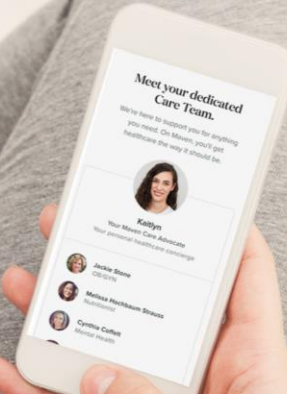 Meet your dedicated
Care Team.
We're here to support you for anything
you need. On Maven, you'll get
healthcare the way it should be.
Kaitlyn
Your Maven Care Advocate
Your personal healthcare concierge
Jackie Stone
OB/GYN
Melissa Hochbaum Strauss
Nutritionist
Cynthia Coffelt
Mental Health